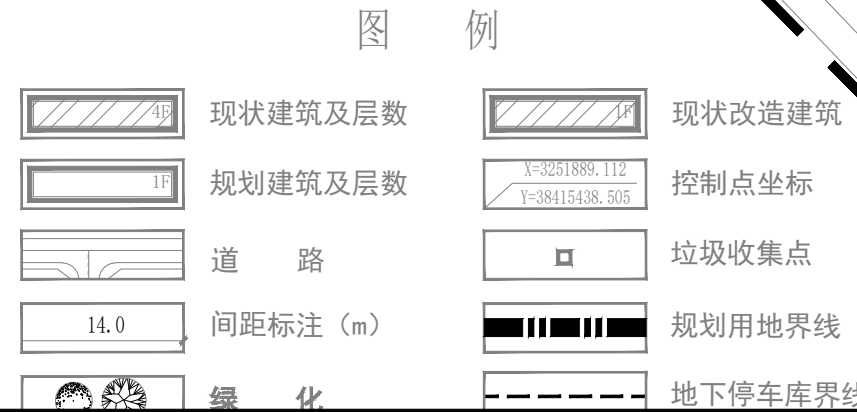 图 例
4F 现状建筑及层数
1F 现状改造建筑
1F 规划建筑及层数
X=3251889.112
Y=38415438.505
控制点坐标
道 路
垃圾收集点
14.0 间距标注（m）
规划用地界线
绿 化
地下停车库界线